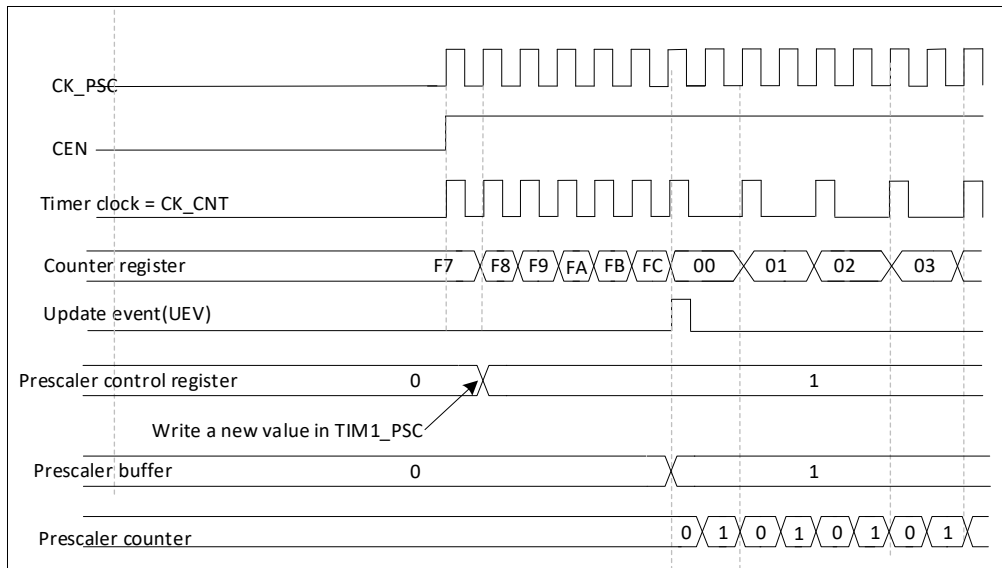 CK_PSC
CEN
Timer clock = CK_CNT
Counter register F7 F8 F9 FA FB FC 00 01 02 03
Update event(UEV)
Prescaler control register 0 1
Write a new value in TIM1_PSC
Prescaler buffer 0 1
Prescaler counter 0 1 0 1 0 1 0 1